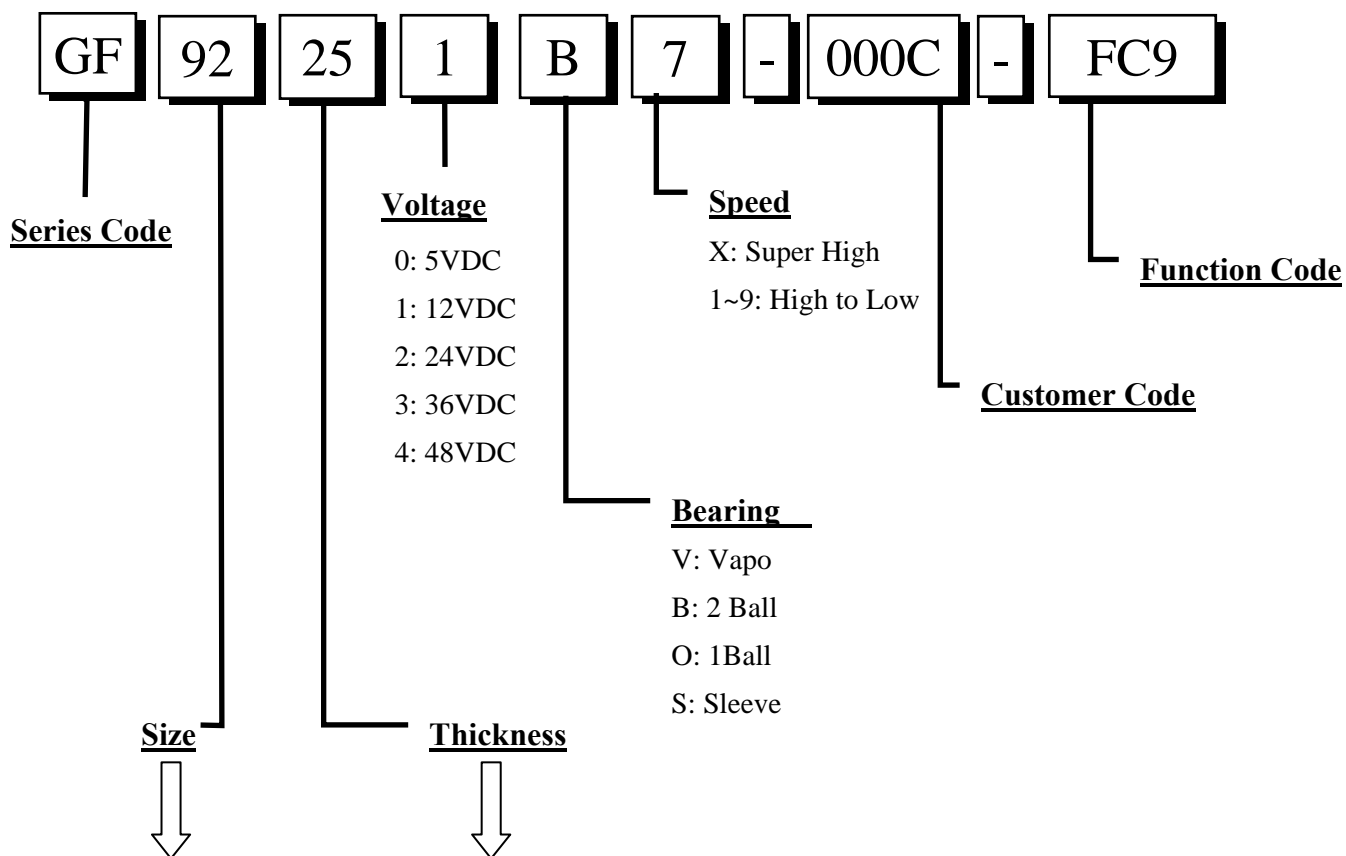 GF 92 25 1 B 7 - 000C - FC9
Series Code
Voltage
0: 5VDC
1: 12VDC
2: 24VDC
3: 36VDC
4: 48VDC
Speed
X: Super High
1~9: High to Low
Function Code
Customer Code
Bearing
V: Vapo
B: 2 Ball
O: 1Ball
S: Sleeve
Size
Thickness